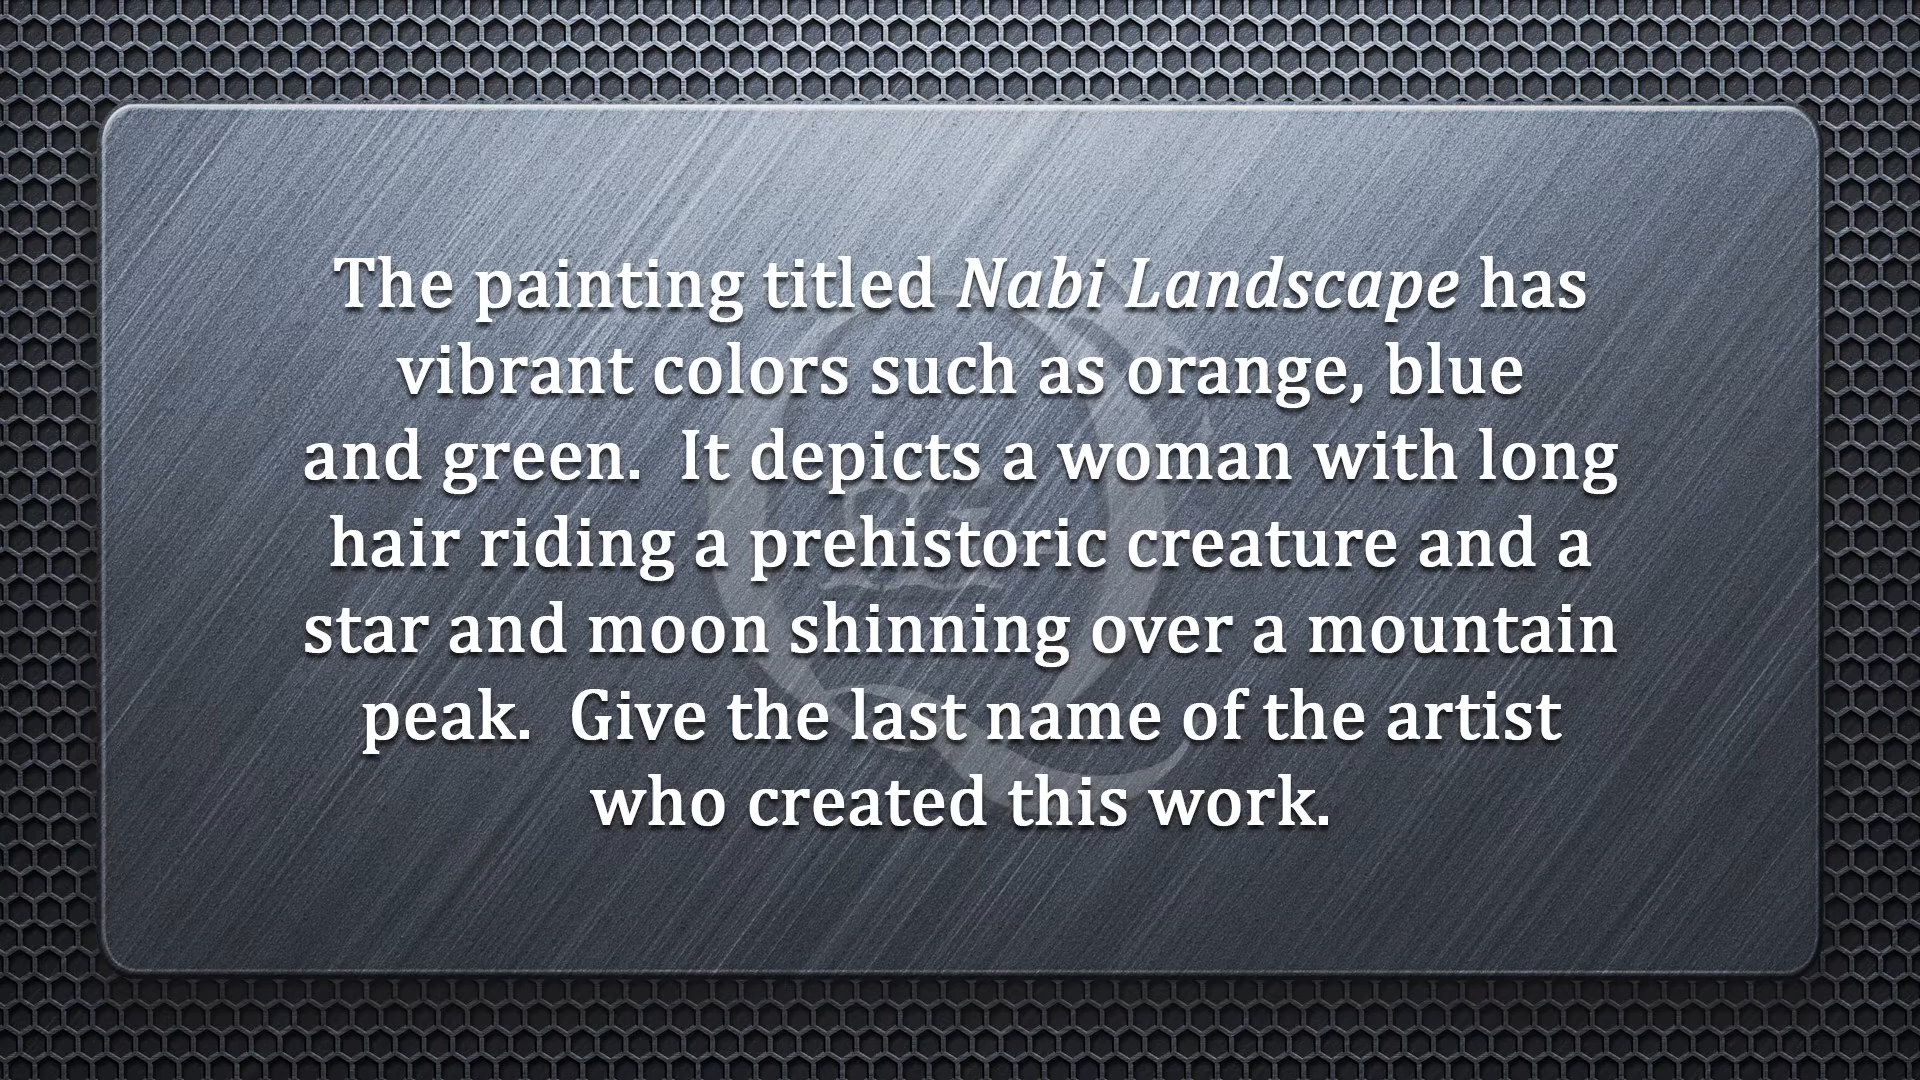 The painting titled Nabi Landscape has
vibrant colors such as orange, blue
and green.  It depicts a woman with long
hair riding a prehistoric creature and a
star and moon shinning over a mountain
peak.  Give the last name of the artist
who created this work.